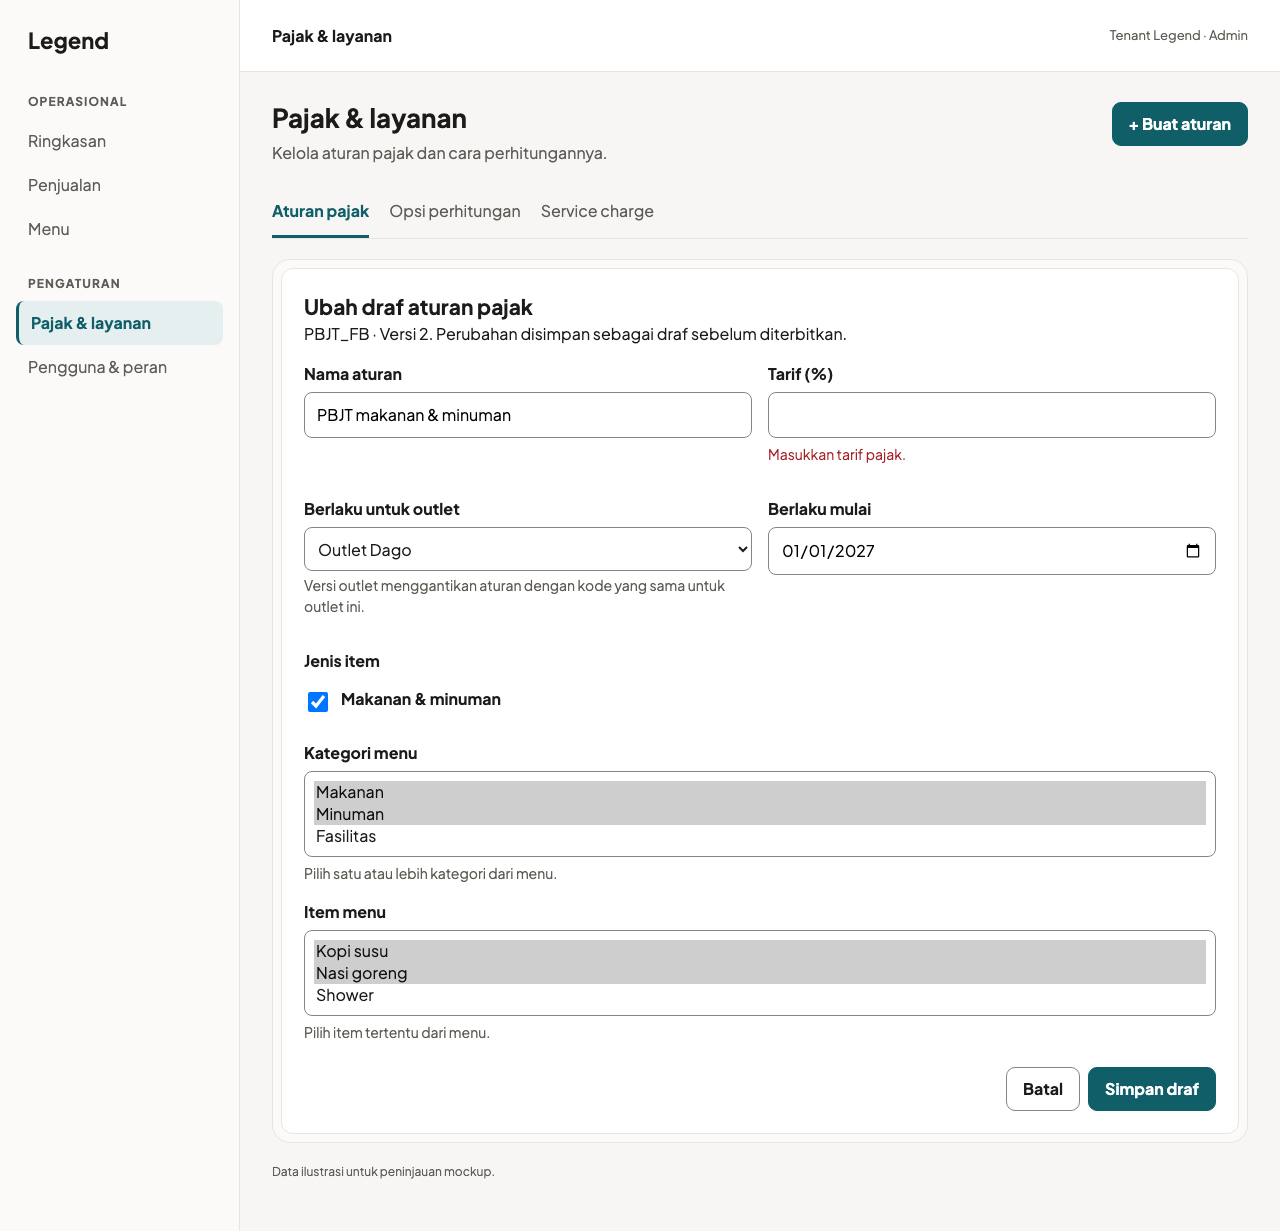 Legend
OPERASIONAL
Ringkasan
Penjualan
Menu
PENGATURAN
Pajak & layanan
Pengguna & peran
Pajak & layanan
Tenant Legend · Admin
Pajak & layanan
Kelola aturan pajak dan cara perhitungannya.
+ Buat aturan
Aturan pajak
Opsi perhitungan
Service charge
Ubah draf aturan pajak
PBJT_FB · Versi 2. Perubahan disimpan sebagai draf sebelum diterbitkan.
Nama aturan
PBJT makanan & minuman
Tarif (%)
Masukkan tarif pajak.
Berlaku untuk outlet
Outlet Dago
Versi outlet menggantikan aturan dengan kode yang sama untuk
outlet ini.
Berlaku mulai
01/01/2027
Jenis item
Makanan & minuman
Kategori menu
Makanan
Minuman
Fasilitas
Pilih satu atau lebih kategori dari menu.
Item menu
Kopi susu
Nasi goreng
Shower
Pilih item tertentu dari menu.
Batal
Simpan draf
Data ilustrasi untuk peninjauan mockup.